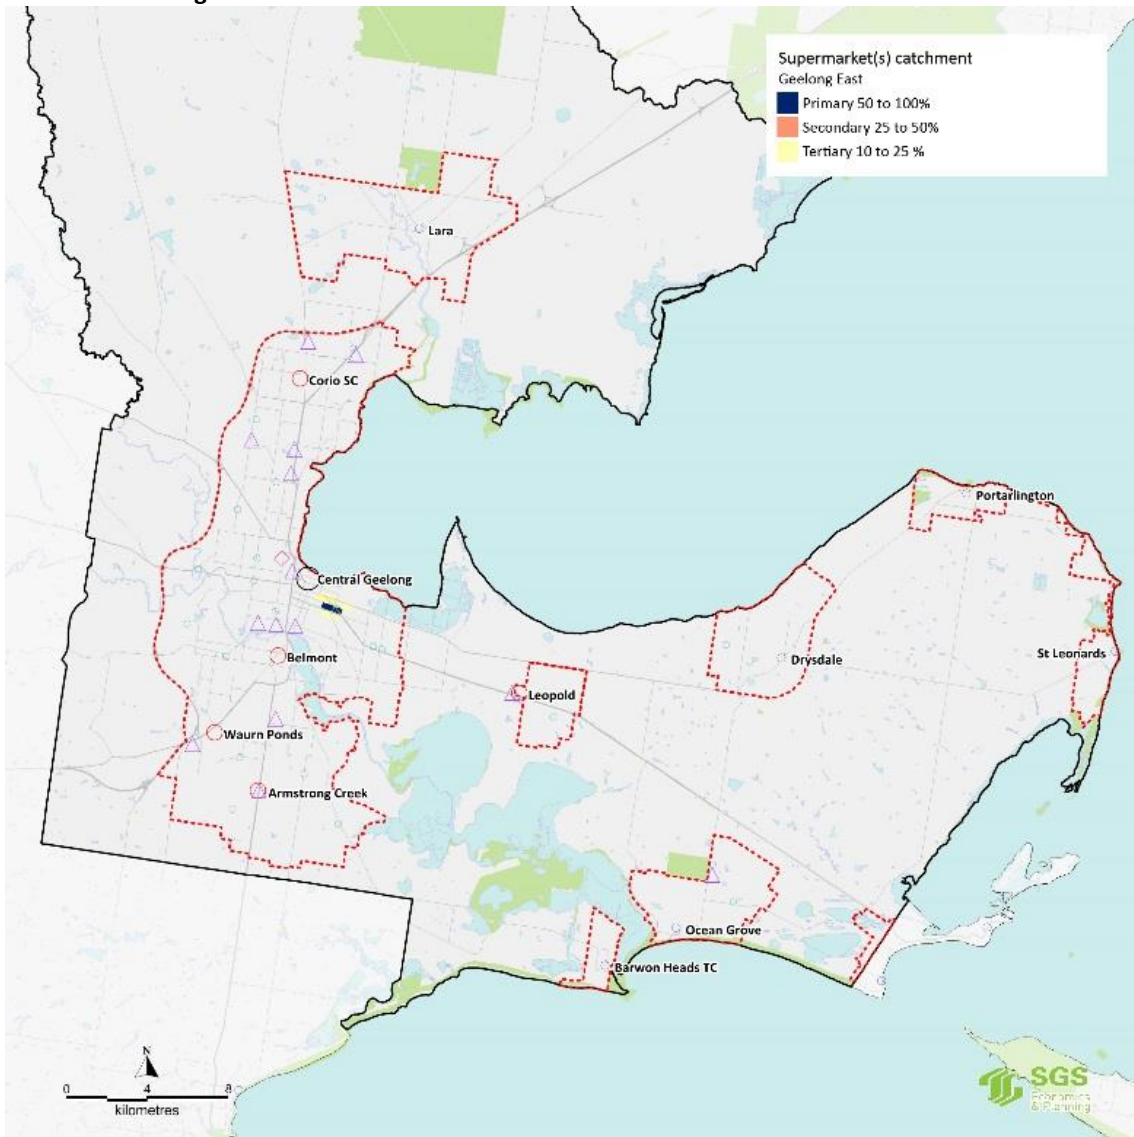 Supermarket(s) catchment
Geelong East
Primary 50 to 100%
Secondary 25 to 50%
Tertiary 10 to 25 %
Lara
Corio SC
Portarlington
Central Geelong
St Leonards
Drysdale
Belmont
Leopold
Waurn Ponds
Armstrong Creek
Ocean Grove
Barwon Heads TC
N
0 4 8
kilometres
SGS
Economics
& Planning